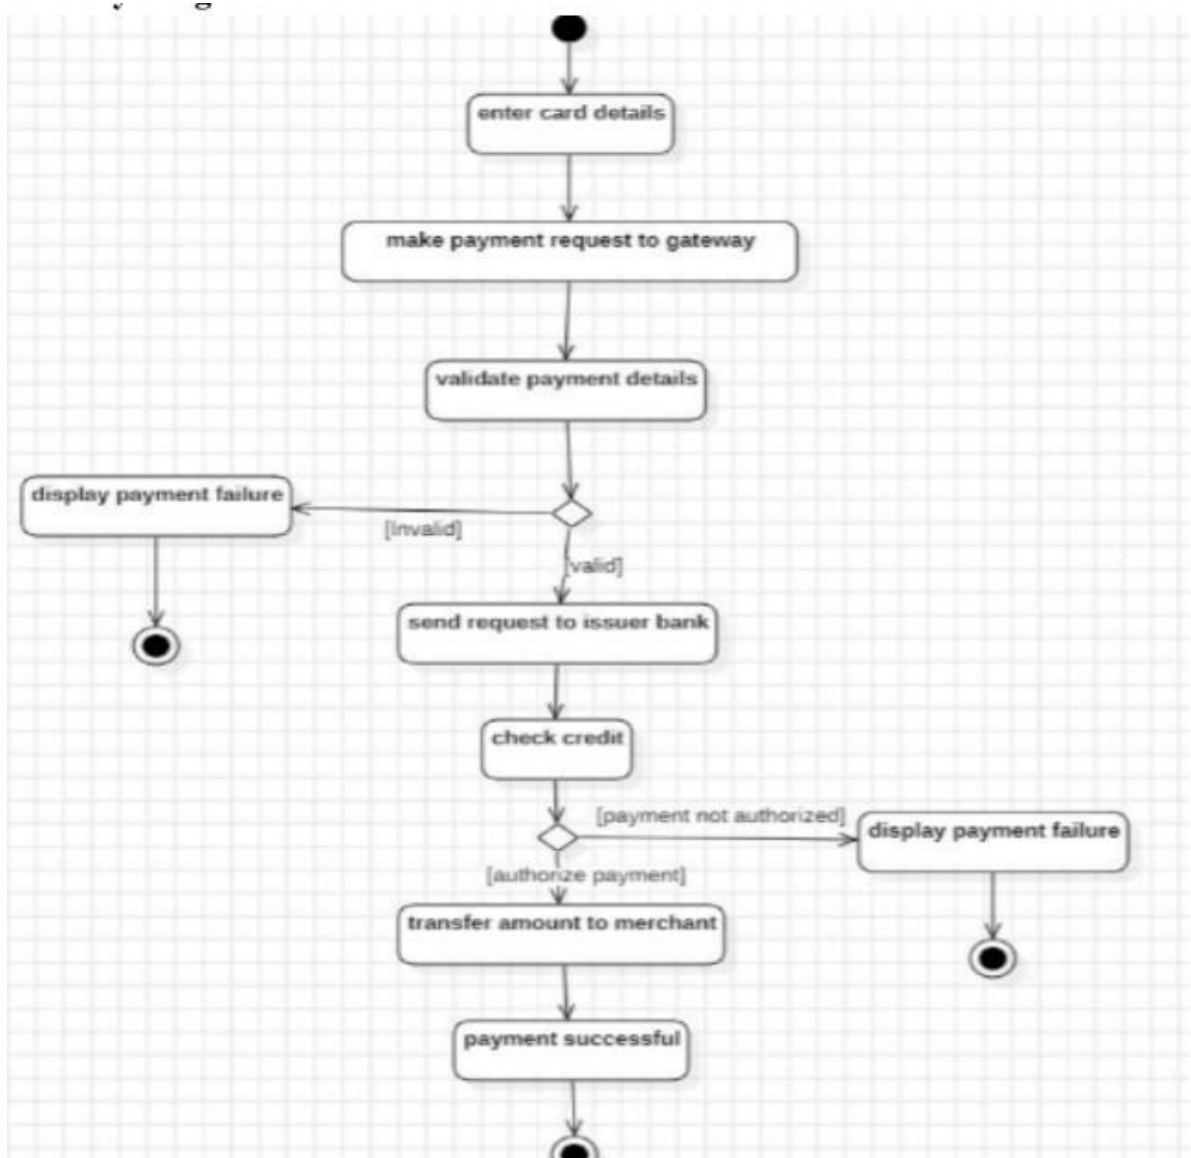 enter card details
make payment request to gateway
validate payment details
display payment failure
[Invalid]
[valid]
send request to issuer bank
check credit
[payment not authorized]
display payment failure
[authorize payment]
transfer amount to merchant
payment successful